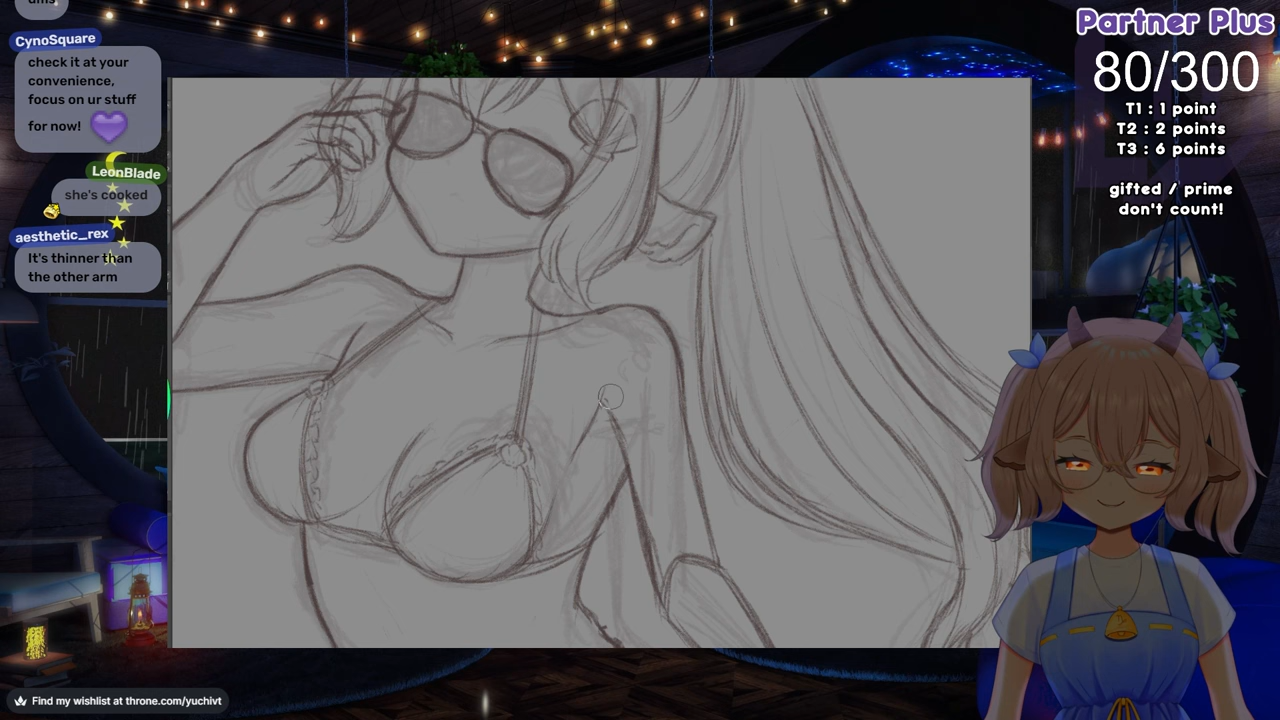 CynoSquare
check it at your
convenience,
focus on ur stuff
for now!
LeonBlade
she's cooked
aesthetic_rex
It's thinner than
the other arm
Find my wishlist at throne.com/yuchivt
Partner Plus
80/300
T1 : 1 point
T2 : 2 points
T3 : 6 points
gifted / prime
don't count!